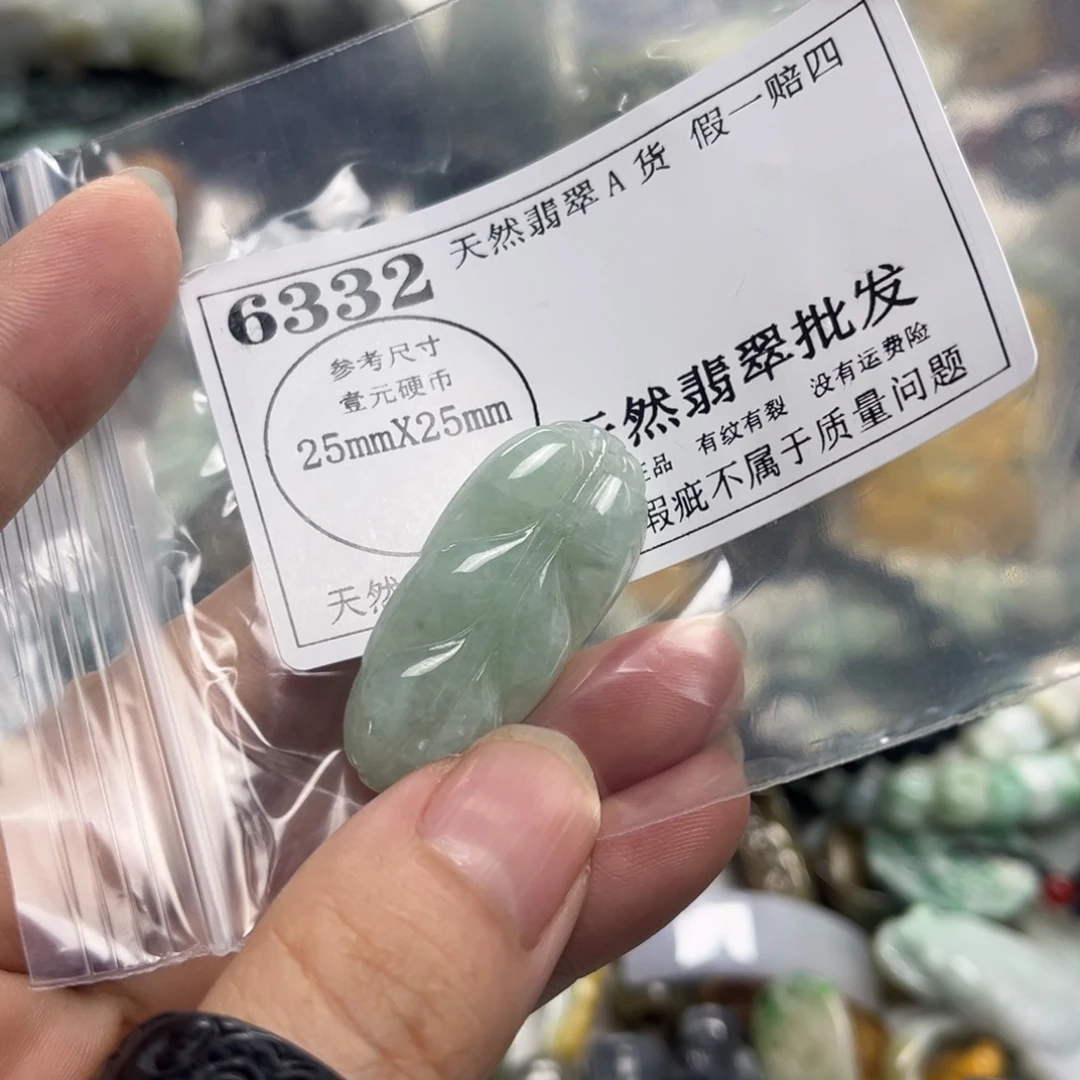 6332
天然翡翠A货 假一赔四
参考尺寸
壹元硬币
25mmX25mm
然翡翠批发
品 有纹有裂 没有运费险
瑕疵不属于质量问题
天然